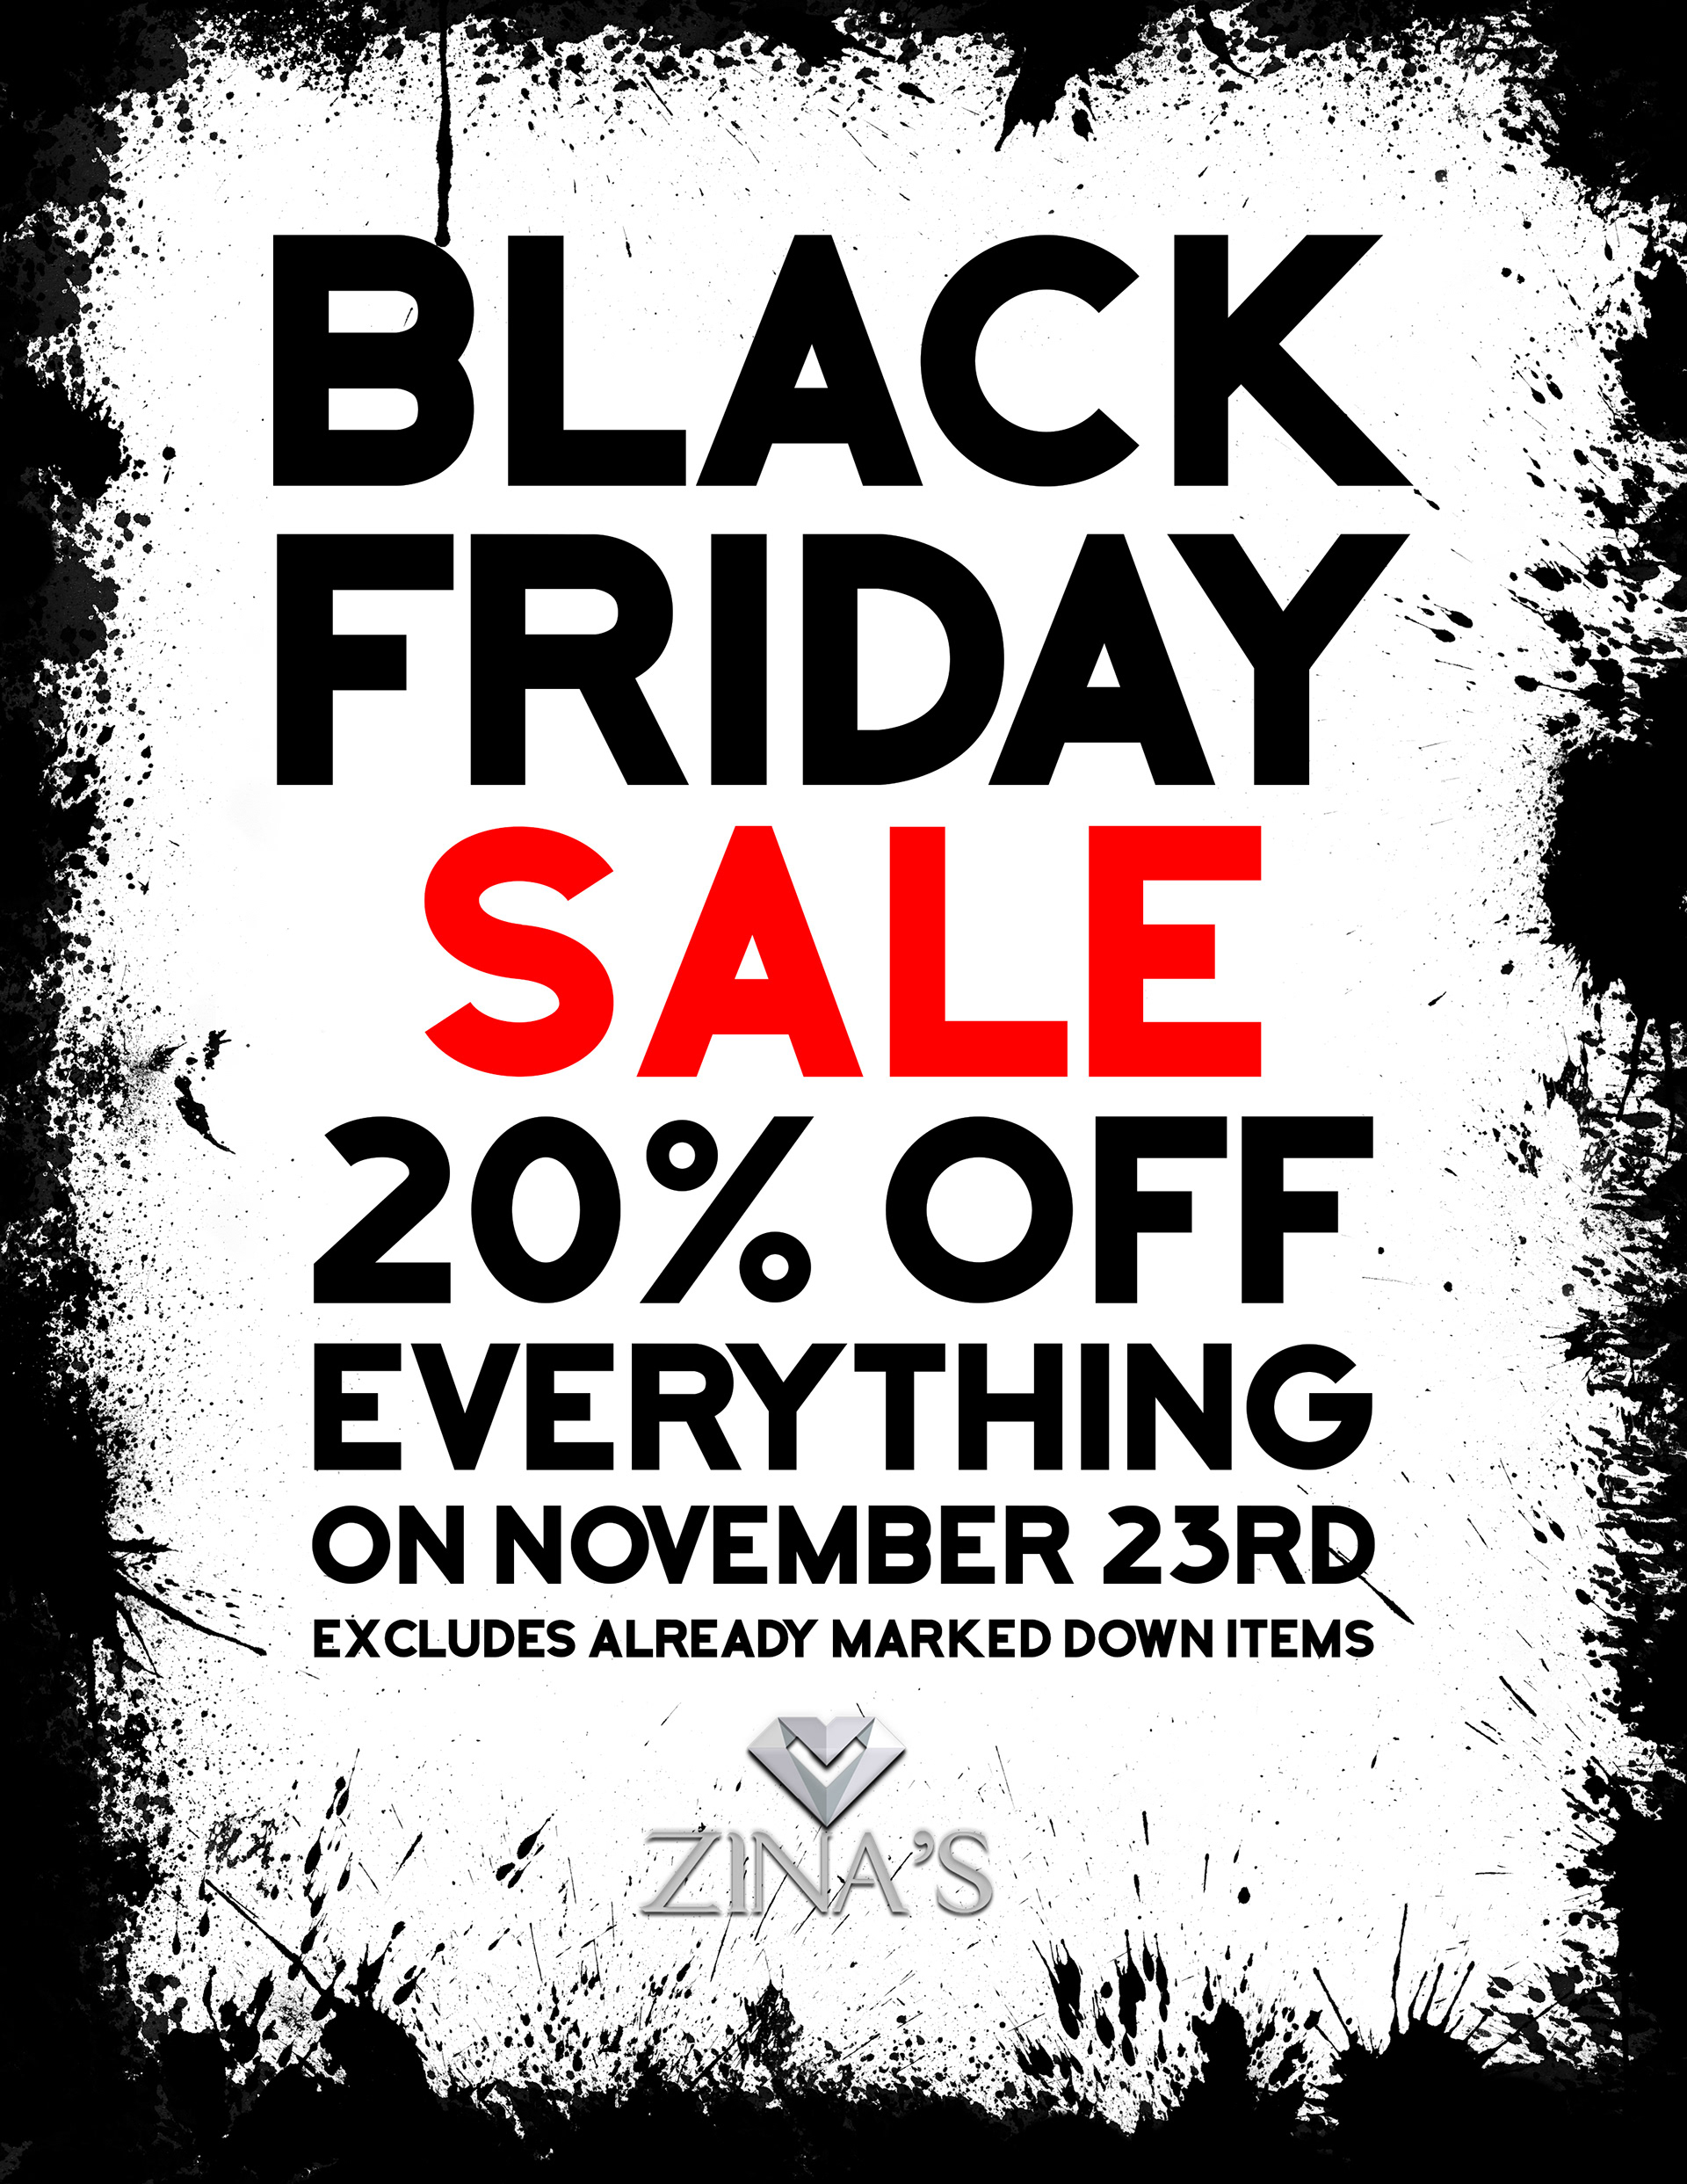 BLACK
FRIDAY
SALE
20% OFF
EVERYTHING
ON NOVEMBER 23RD
EXCLUDES ALREADY MARKED DOWN ITEMS
ZINA'S